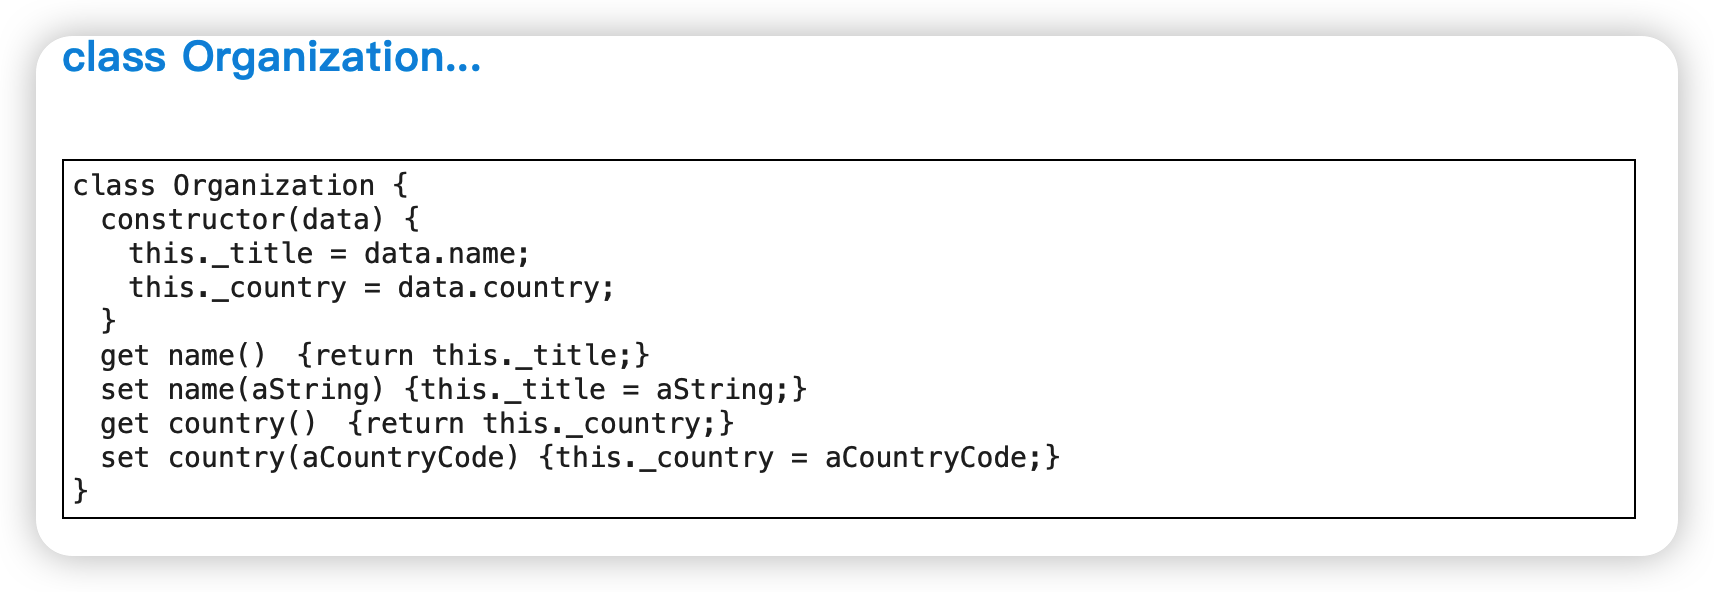 class Organization...
class Organization {
  constructor(data) {
    this._title = data.name;
    this._country = data.country;
  }
  get name()  {return this._title;}
  set name(aString) {this._title = aString;}
  get country()  {return this._country;}
  set country(aCountryCode) {this._country = aCountryCode;}
}